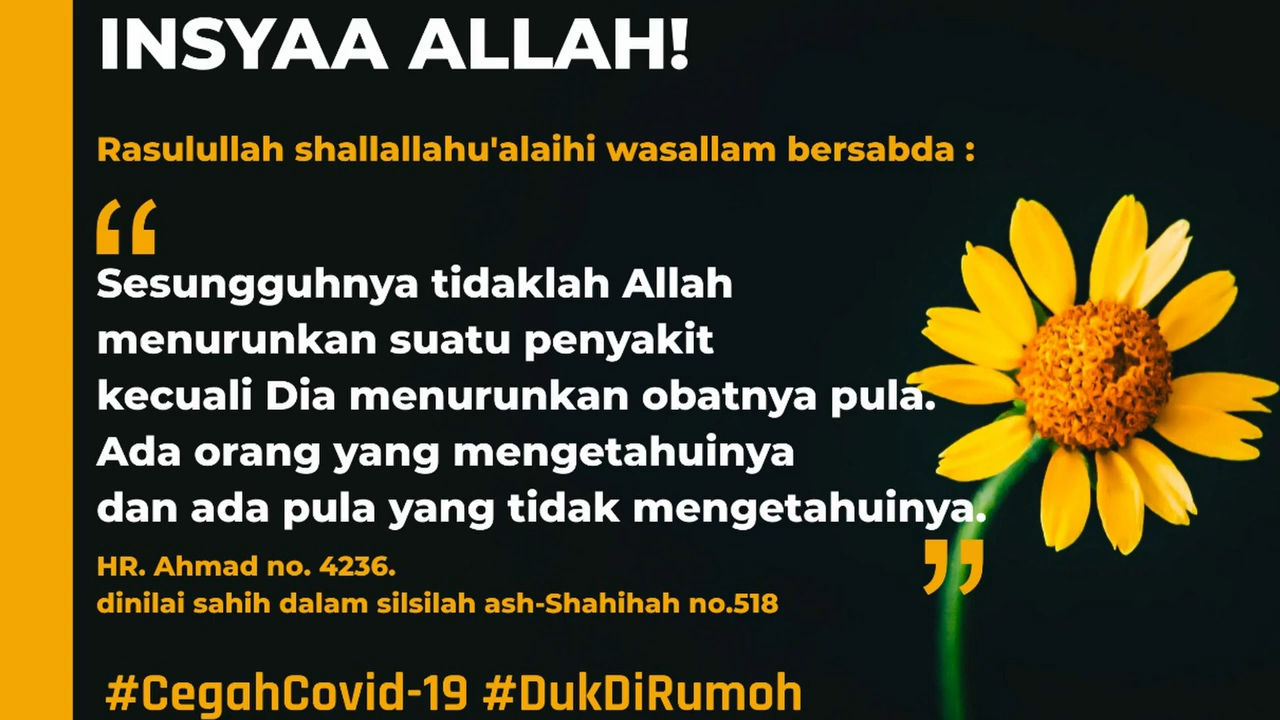 INSYAA ALLAH!
Rasulullah shallallahu'alaihi wasallam bersabda :
“
Sesungguhnya tidaklah Allah
menurunkan suatu penyakit
kecuali Dia menurunkan obatnya pula.
Ada orang yang mengetahuinya
dan ada pula yang tidak mengetahuinya.
”
HR. Ahmad no. 4236.
dinilai sahih dalam silsilah ash-Shahihah no.518
#CegahCovid-19 #DukDiRumoh